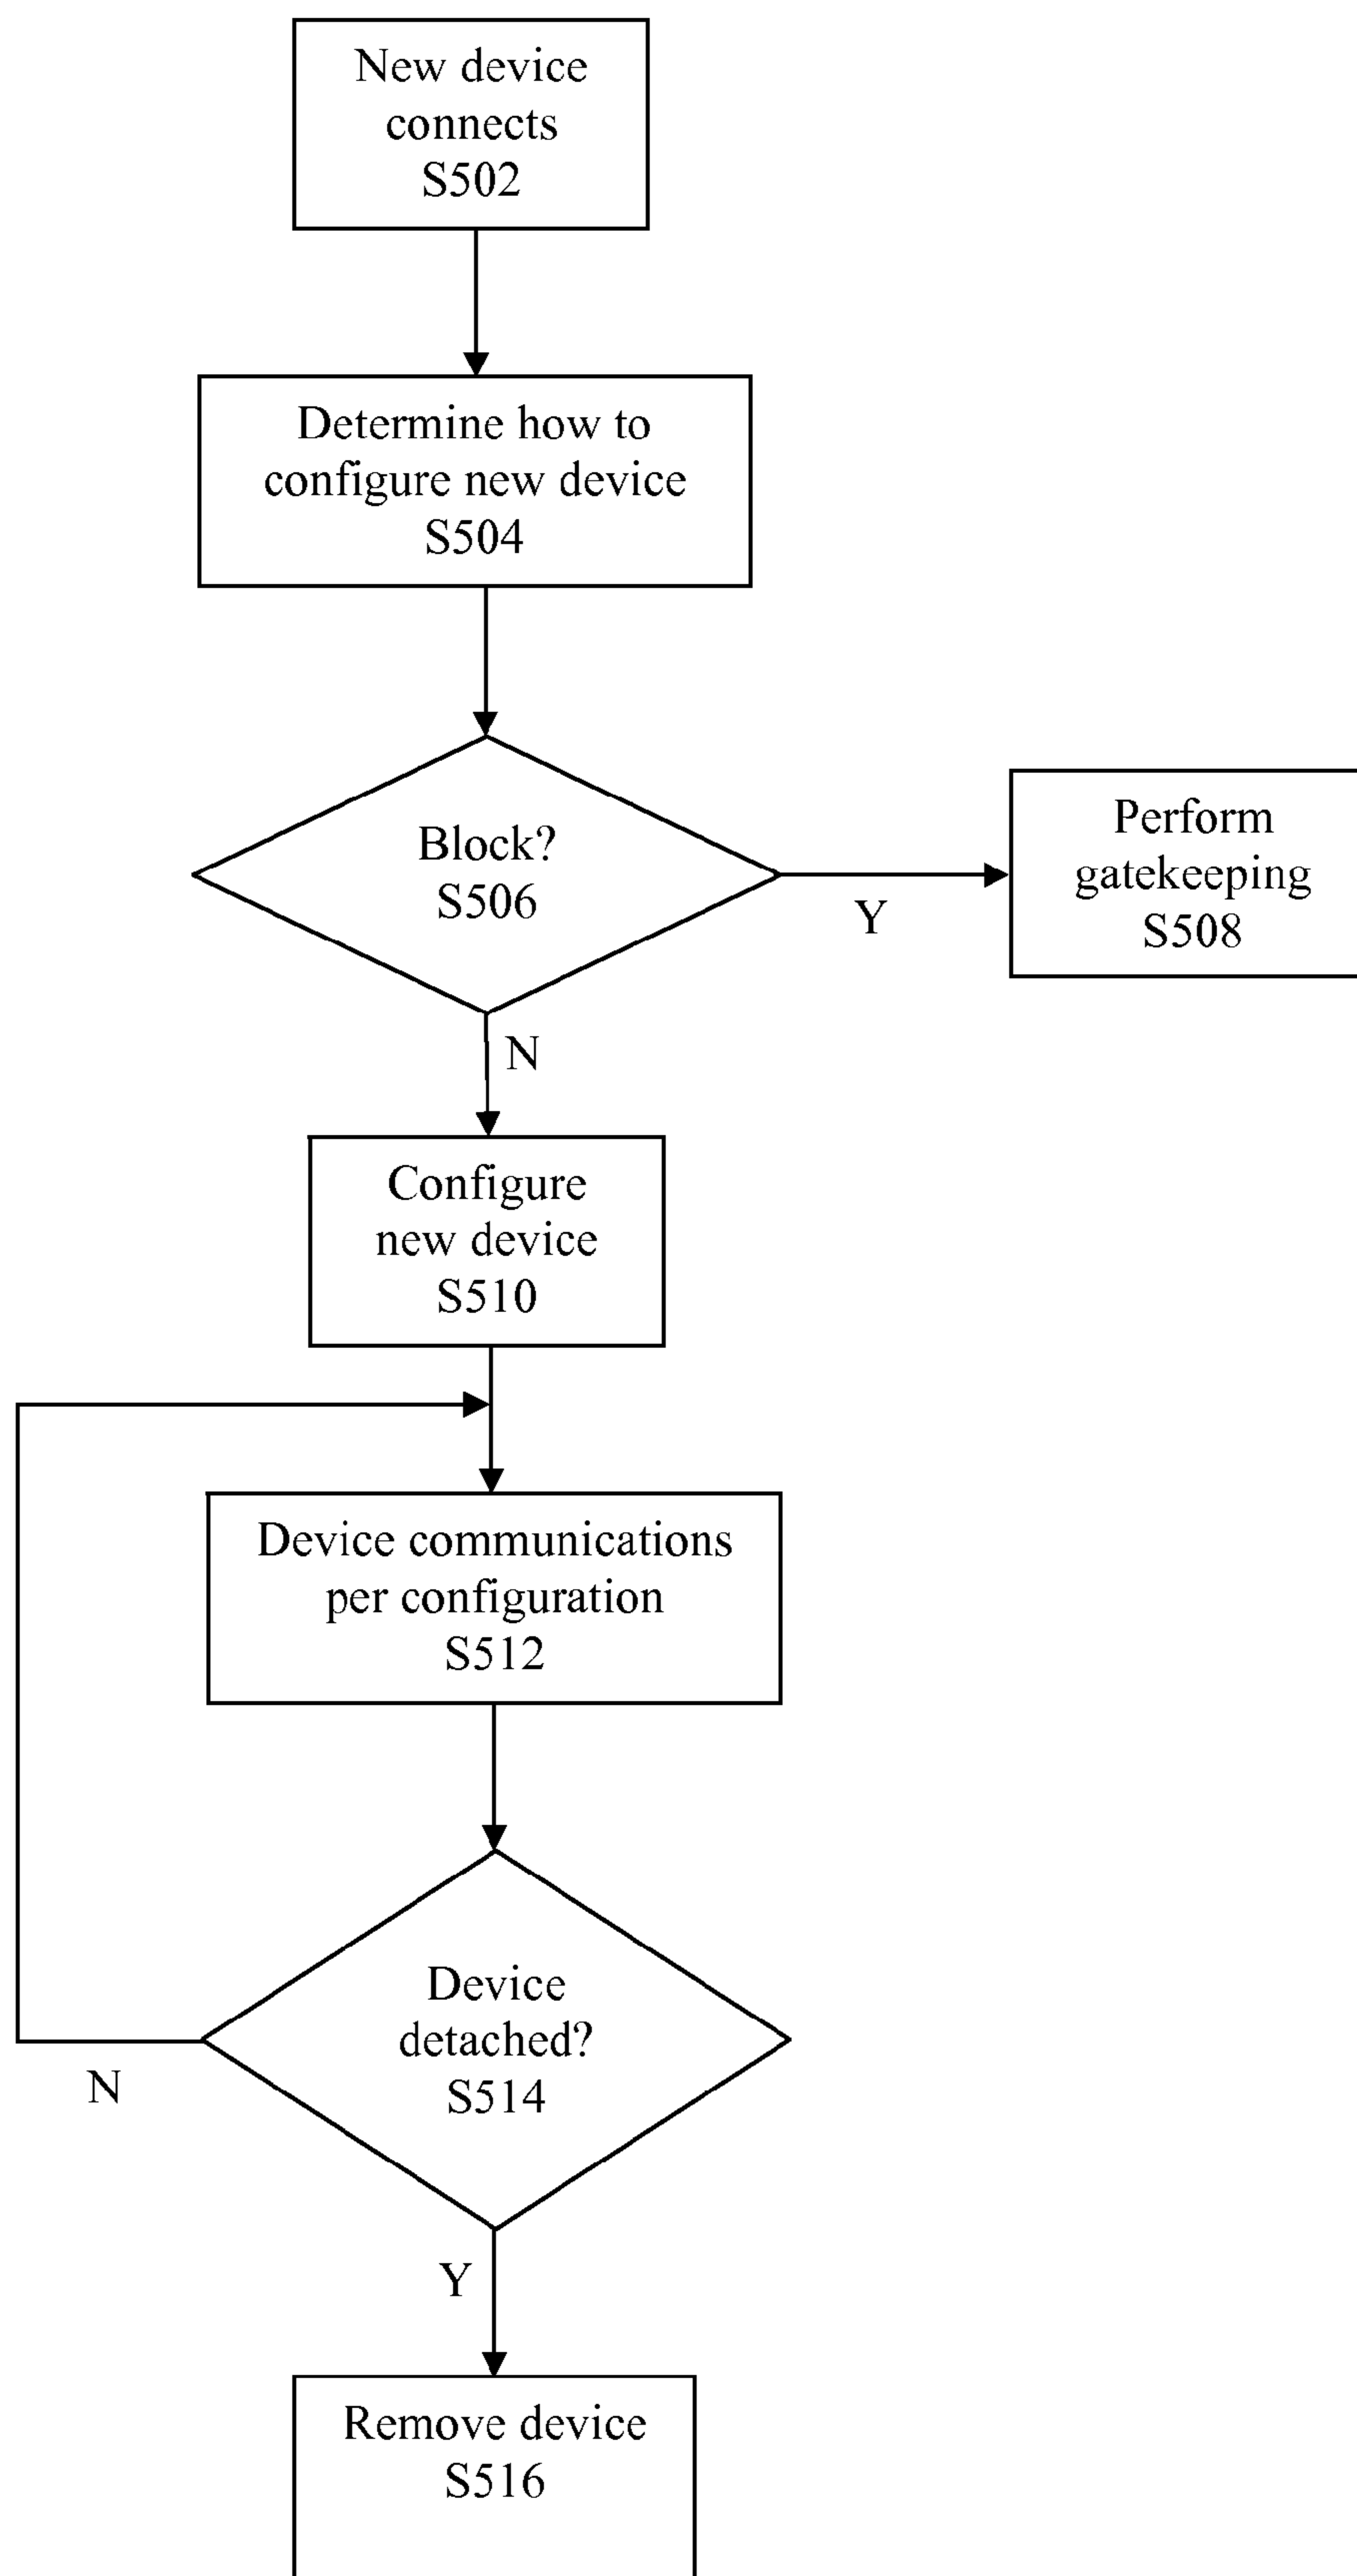 New device
connects
S502
Determine how to
configure new device
S504
Block?
S506
Y
Perform
gatekeeping
S508
N
Configure
new device
S510
Device communications
per configuration
S512
Device
detached?
S514
N
Y
Remove device
S516